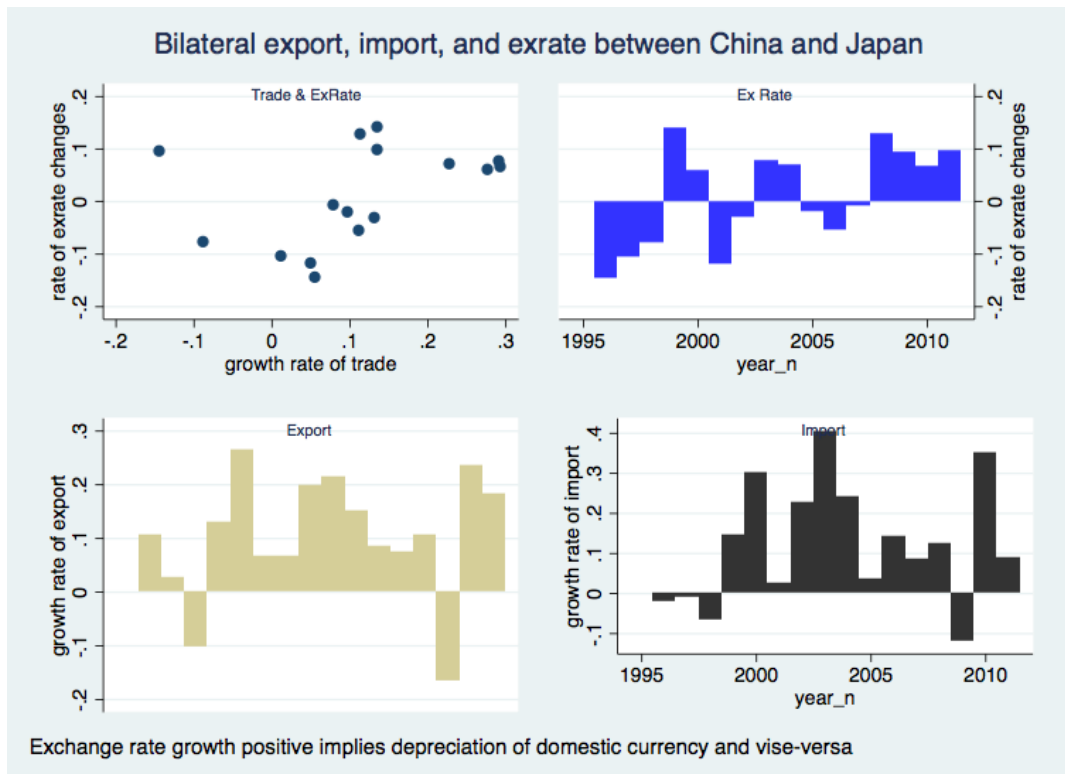 Bilateral export, import, and exrate between China and Japan
Trade & ExRate
rate of exrate changes
.2
.1
0
-.1
-.2
-.2 -.1 0 .1 .2 .3
growth rate of trade
Ex Rate
.2
.1
0
-.1
-.2
rate of exrate changes
1995 2000 2005 2010
year_n
Export
growth rate of export
.3
.2
.1
0
-.1
-.2
Import
growth rate of import
.4
.3
.2
.1
0
-.1
1995 2000 2005 2010
year_n
Exchange rate growth positive implies depreciation of domestic currency and vise-versa